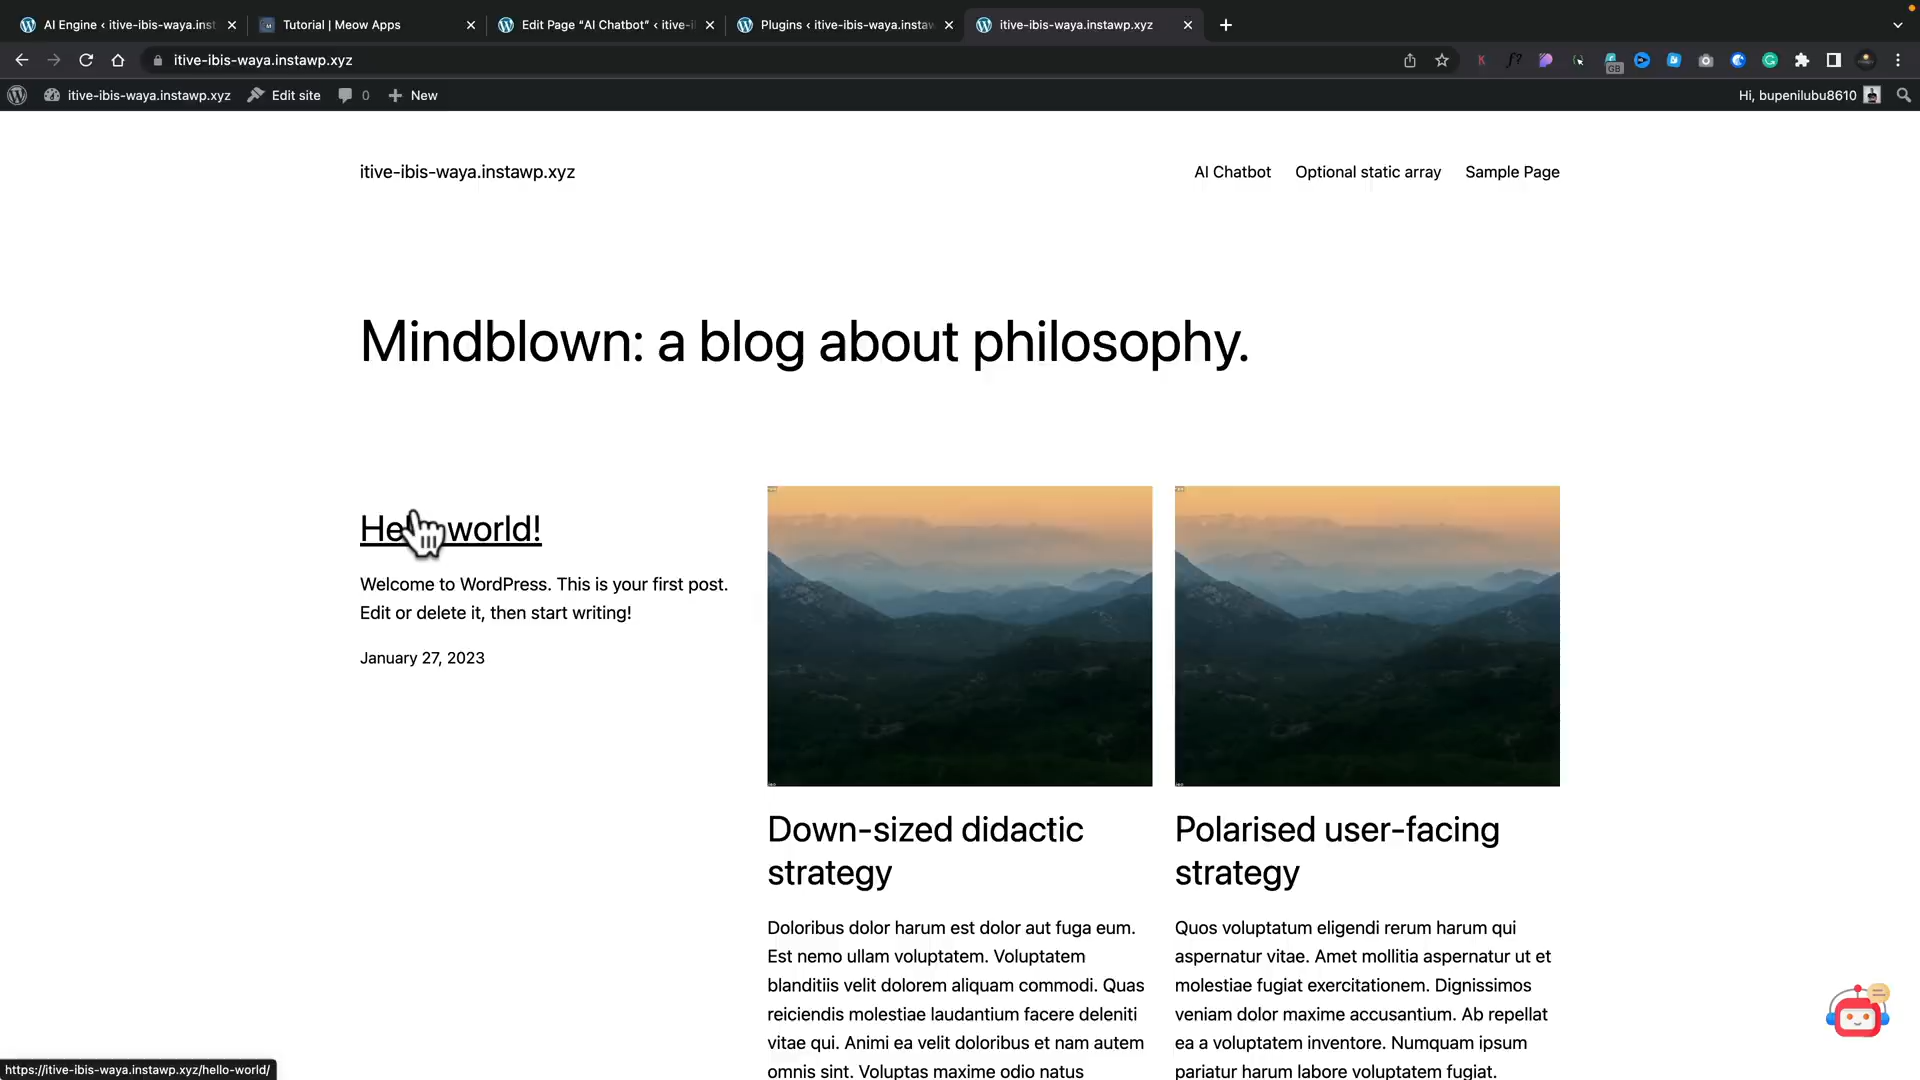 AI Engine ‹ itive-ibis-waya.inst
Tutorial | Meow Apps
Edit Page “AI Chatbot” ‹ itive-i
Plugins ‹ itive-ibis-waya.instaw
itive-ibis-waya.instawp.xyz
itive-ibis-waya.instawp.xyz
GB
itive-ibis-waya.instawp.xyz
Edit site
0
New
Hi, bupenilubu8610
itive-ibis-waya.instawp.xyz
AI Chatbot
Optional static array
Sample Page
Mindblown: a blog about philosophy.
world!
Welcome to WordPress. This is your first post.
Edit or delete it, then start writing!
January 27, 2023
Down-sized didactic
strategy
Doloribus dolor harum est dolor aut fuga eum.
Est nemo ullam voluptatem. Voluptatem
blanditiis velit dolorem aliquam commodi. Quas
reiciendis molestiae laudantium facere deleniti
vitae qui. Animi ea velit doloribus et nam autem
omnis sint. Voluptas maxime odio natus
Polarised user-facing
strategy
Quos voluptatum eligendi rerum harum qui
aspernatur vitae. Amet mollitia aspernatur ut et
molestiae fugiat exercitationem. Dignissimos
veniam dolor maxime accusantium. Ab repellat
ea a voluptatem inventore. Numquam ipsum
pariatur harum labore voluptatem fugiat.
https://itive-ibis-waya.instawp.xyz/hello-world/